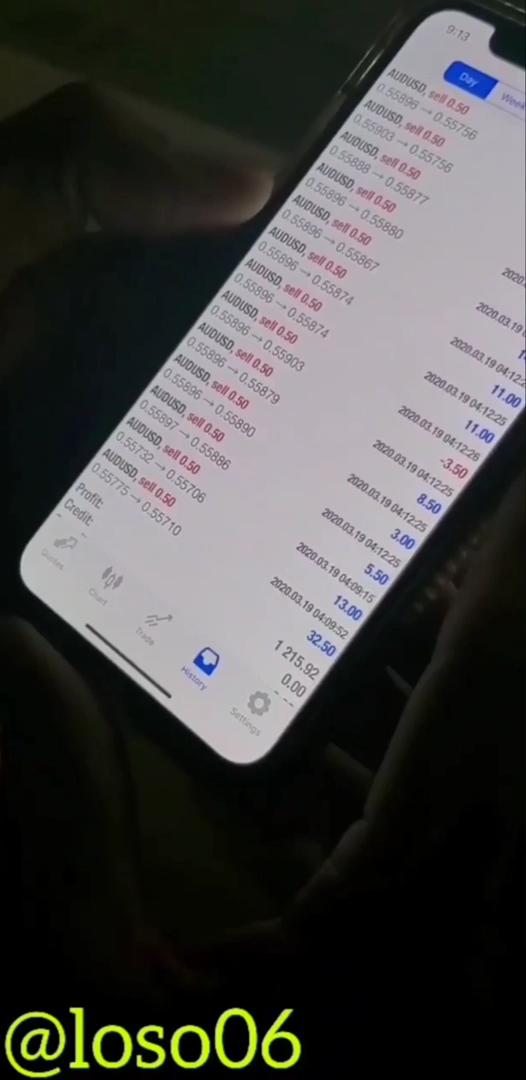 9:13
Day Week
AUDUSD, sell 0.50
0.55896 → 0.55756
AUDUSD, sell 0.50
0.55903 → 0.55756
AUDUSD, sell 0.50
0.55888 → 0.55877
AUDUSD, sell 0.50
0.55896 → 0.55880
AUDUSD, sell 0.50
0.55896 → 0.55867
AUDUSD, sell 0.50
0.55896 → 0.55874
AUDUSD, sell 0.50
0.55896 → 0.55874
AUDUSD, sell 0.50
0.55896 → 0.55903
AUDUSD, sell 0.50
0.55896 → 0.55879
AUDUSD, sell 0.50
0.55896 → 0.55890
AUDUSD, sell 0.50
0.55897 → 0.55886
AUDUSD, sell 0.50
0.55732 → 0.55706
AUDUSD, sell 0.50
0.55775 → 0.55710
2020.03.19
2020.03.19 04:12:2
2020.03.19 04:12:25
11.00
2020.03.19 04:12:26
11.00
2020.03.19 04:12:25
-3.50
2020.03.19 04:12:25
8.50
2020.03.19 04:12:25
3.00
2020.03.19 04:09:15
5.50
2020.03.19 04:09:52
13.00
32.50
Profit: 1 215.92
Credit: 0.00
Quotes Chart Trade History Settings
@loso06